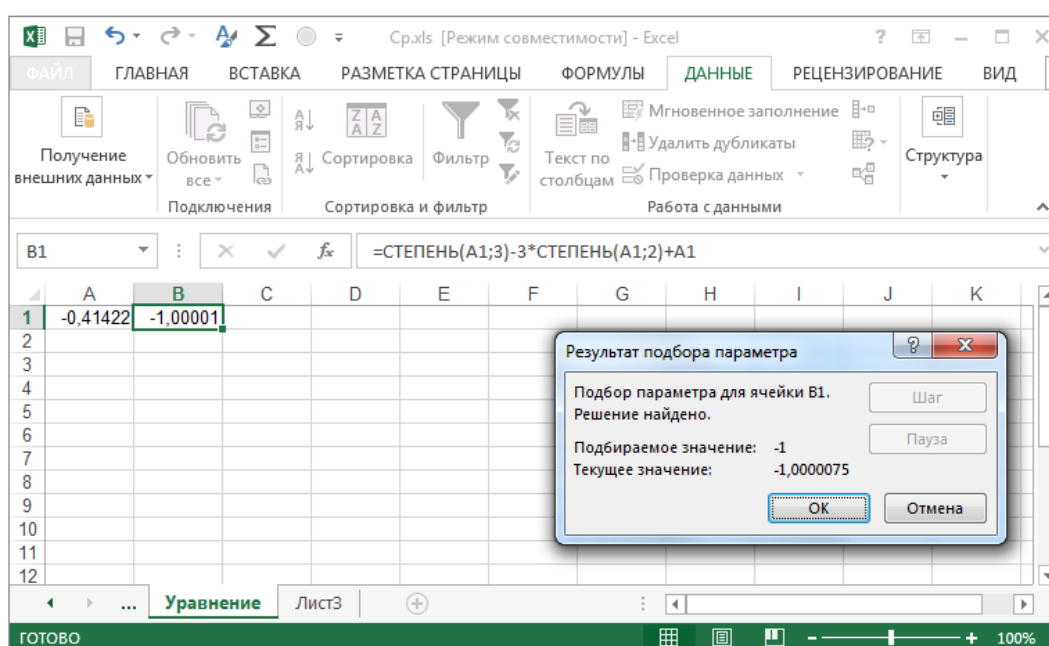 Cp.xls [Режим совместимости] - Excel
ФАЙЛ ГЛАВНАЯ ВСТАВКА РАЗМЕТКА СТРАНИЦЫ ФОРМУЛЫ ДАННЫЕ РЕЦЕНЗИРОВАНИЕ ВИД
Получение внешних данных
Обновить все
Подключения
Сортировка
Фильтр
Сортировка и фильтр
Текст по столбцам
Мгновенное заполнение
Удалить дубликаты
Проверка данных
Работа с данными
Структура
B1 fx =СТЕПЕНЬ(A1;3)-3*СТЕПЕНЬ(A1;2)+A1
A B C D E F G H I J K
1 -0,41422 -1,00001
2
3
4
5
6
7
8
9
10
11
12
Результат подбора параметра
Подбор параметра для ячейки B1.
Решение найдено.
Подбираемое значение: -1
Текущее значение: -1,0000075
Шаг
Пауза
ОК
Отмена
... Уравнение Лист3
ГОТОВО 100%